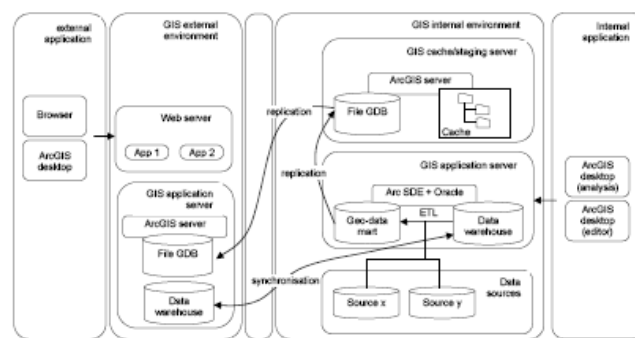 external application
Browser
ArcGIS
desktop
GIS external
environment
Web server
App 1
App 2
GIS application
server
ArcGIS server
File GDB
Data
warehouse
replication
replication
synchronisation
GIS internal environment
GIS cache/staging server
ArcGIS server
File GDB
Cache
GIS application server
Arc SDE + Oracle
ETL
Geo-data
mart
Data
warehouse
Data
sources
Source x
Source y
Internal
application
ArcGIS
desktop
(analysis)
ArcGIS
desktop
(editor)